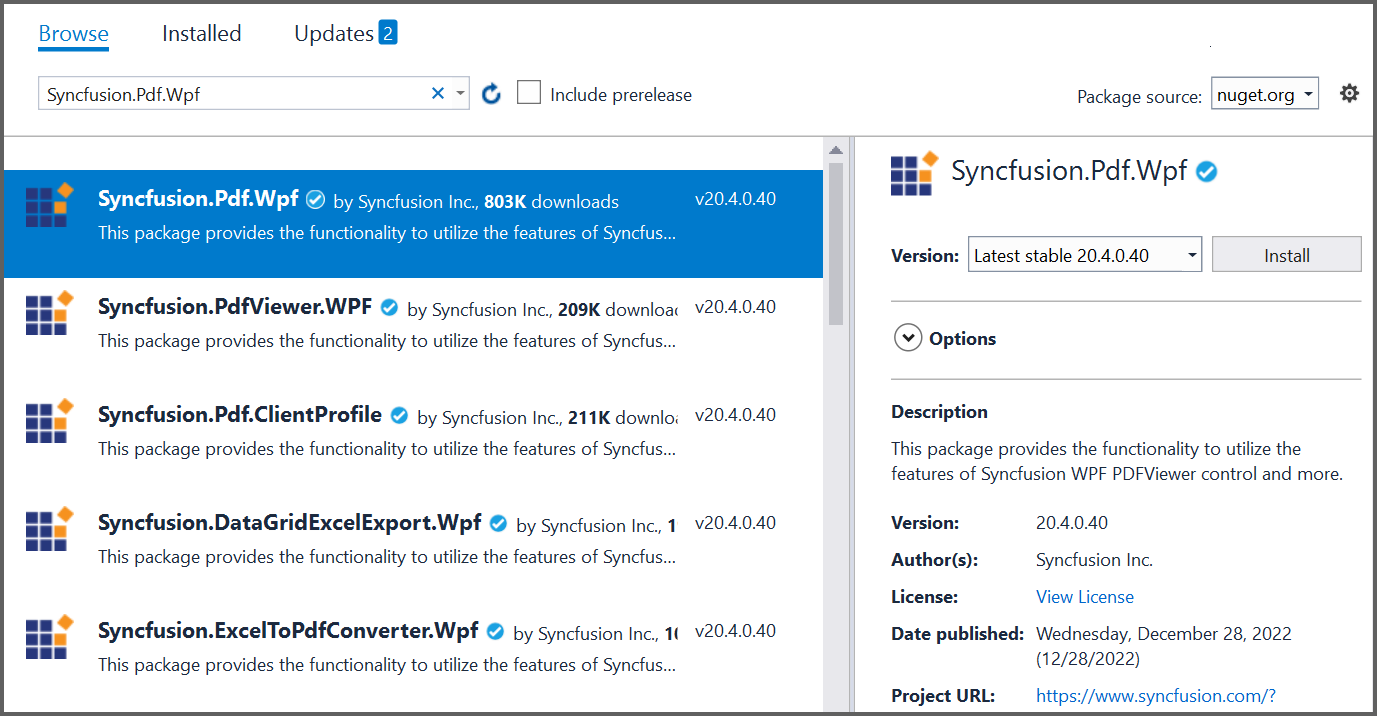 Browse Installed Updates 2
Syncfusion.Pdf.Wpf Include prerelease Package source: nuget.org
Syncfusion.Pdf.Wpf by Syncfusion Inc., 803K downloads v20.4.0.40
This package provides the functionality to utilize the features of Syncfus...
Syncfusion.PdfViewer.WPF by Syncfusion Inc., 209K downloa v20.4.0.40
This package provides the functionality to utilize the features of Syncfus...
Syncfusion.Pdf.ClientProfile by Syncfusion Inc., 211K downlo v20.4.0.40
This package provides the functionality to utilize the features of Syncfus...
Syncfusion.DataGridExcelExport.Wpf by Syncfusion Inc., 1 v20.4.0.40
This package provides the functionality to utilize the features of Syncfus...
Syncfusion.ExcelToPdfConverter.Wpf by Syncfusion Inc., 10 v20.4.0.40
This package provides the functionality to utilize the features of Syncfus...
Syncfusion.Pdf.Wpf
Version: Latest stable 20.4.0.40 Install
Options
Description
This package provides the functionality to utilize the
features of Syncfusion WPF PDFViewer control and more.
Version: 20.4.0.40
Author(s): Syncfusion Inc.
License: View License
Date published: Wednesday, December 28, 2022
(12/28/2022)
Project URL: https://www.syncfusion.com/?